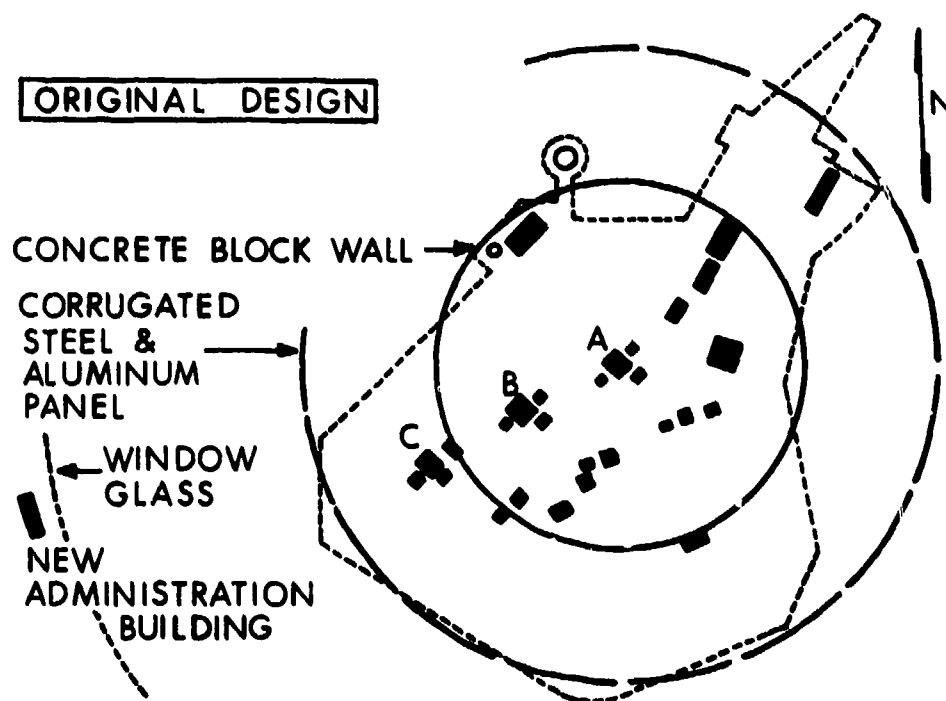 ORIGINAL DESIGN
N
CONCRETE BLOCK WALL
CORRUGATED
STEEL &
ALUMINUM
PANEL
A
B
C
WINDOW
GLASS
NEW
ADMINISTRATION
BUILDING